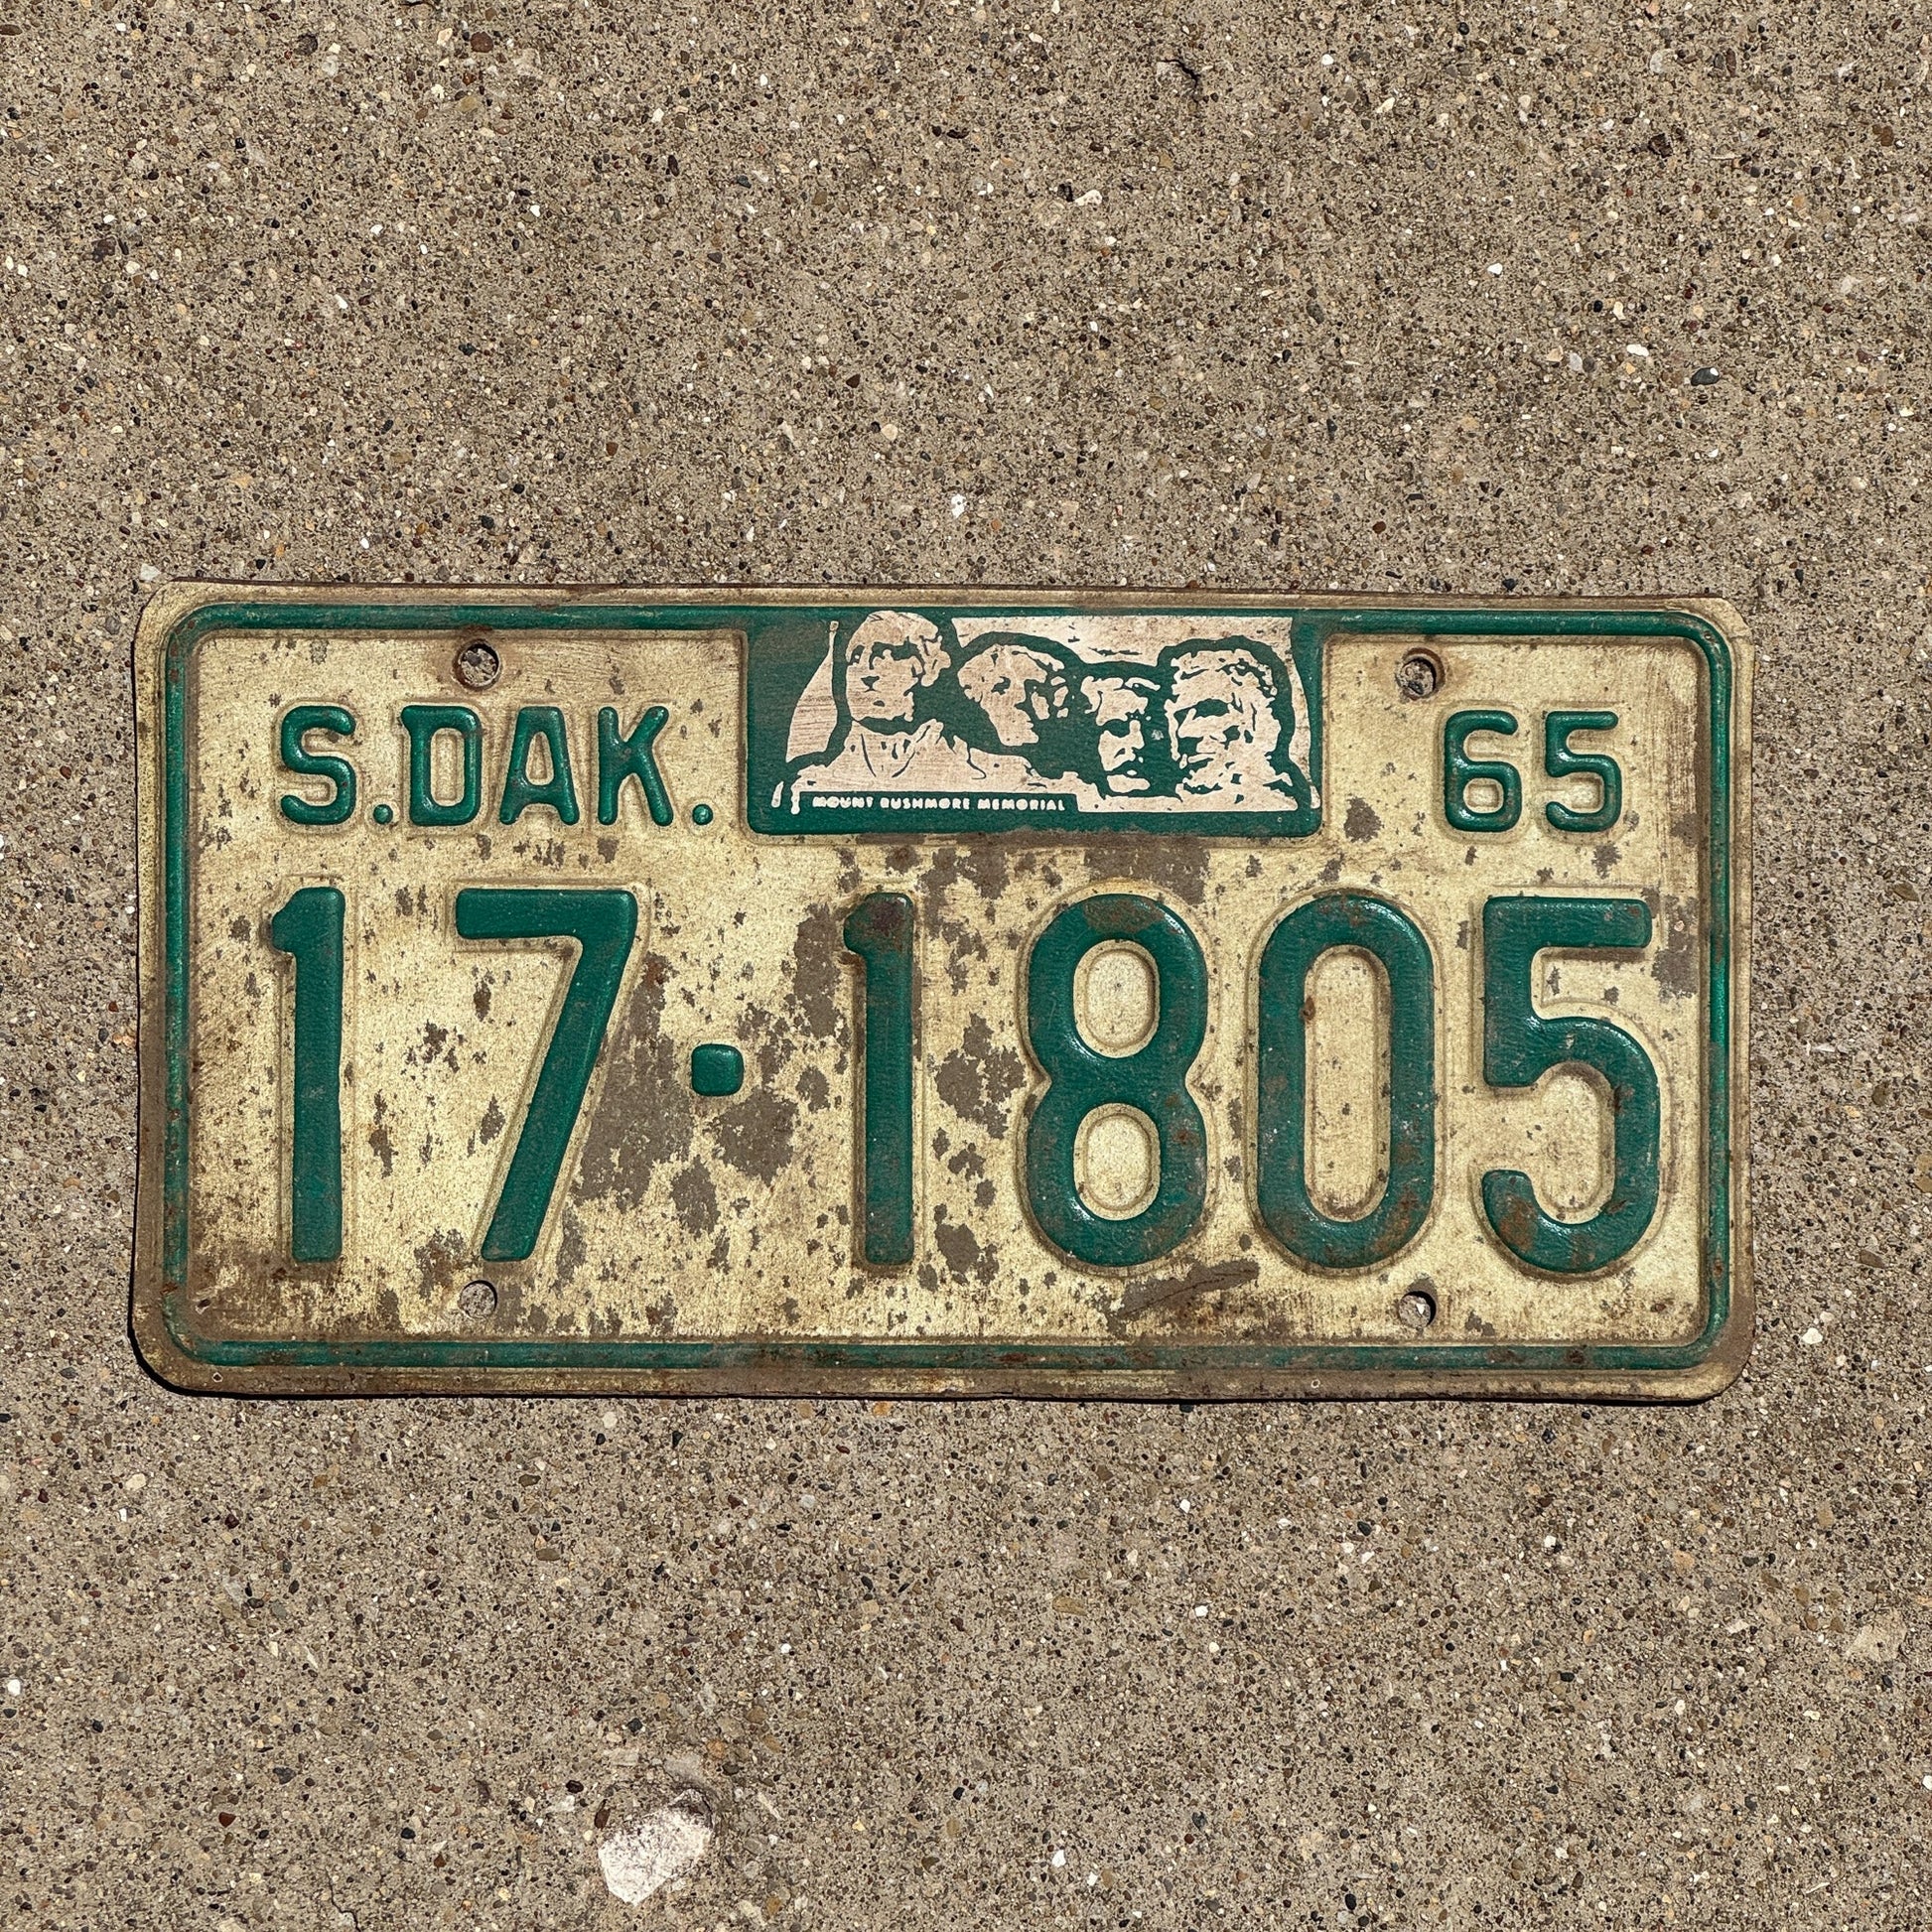 S.DAK.
MOUNT RUSHMORE MEMORIAL
65
17·1805